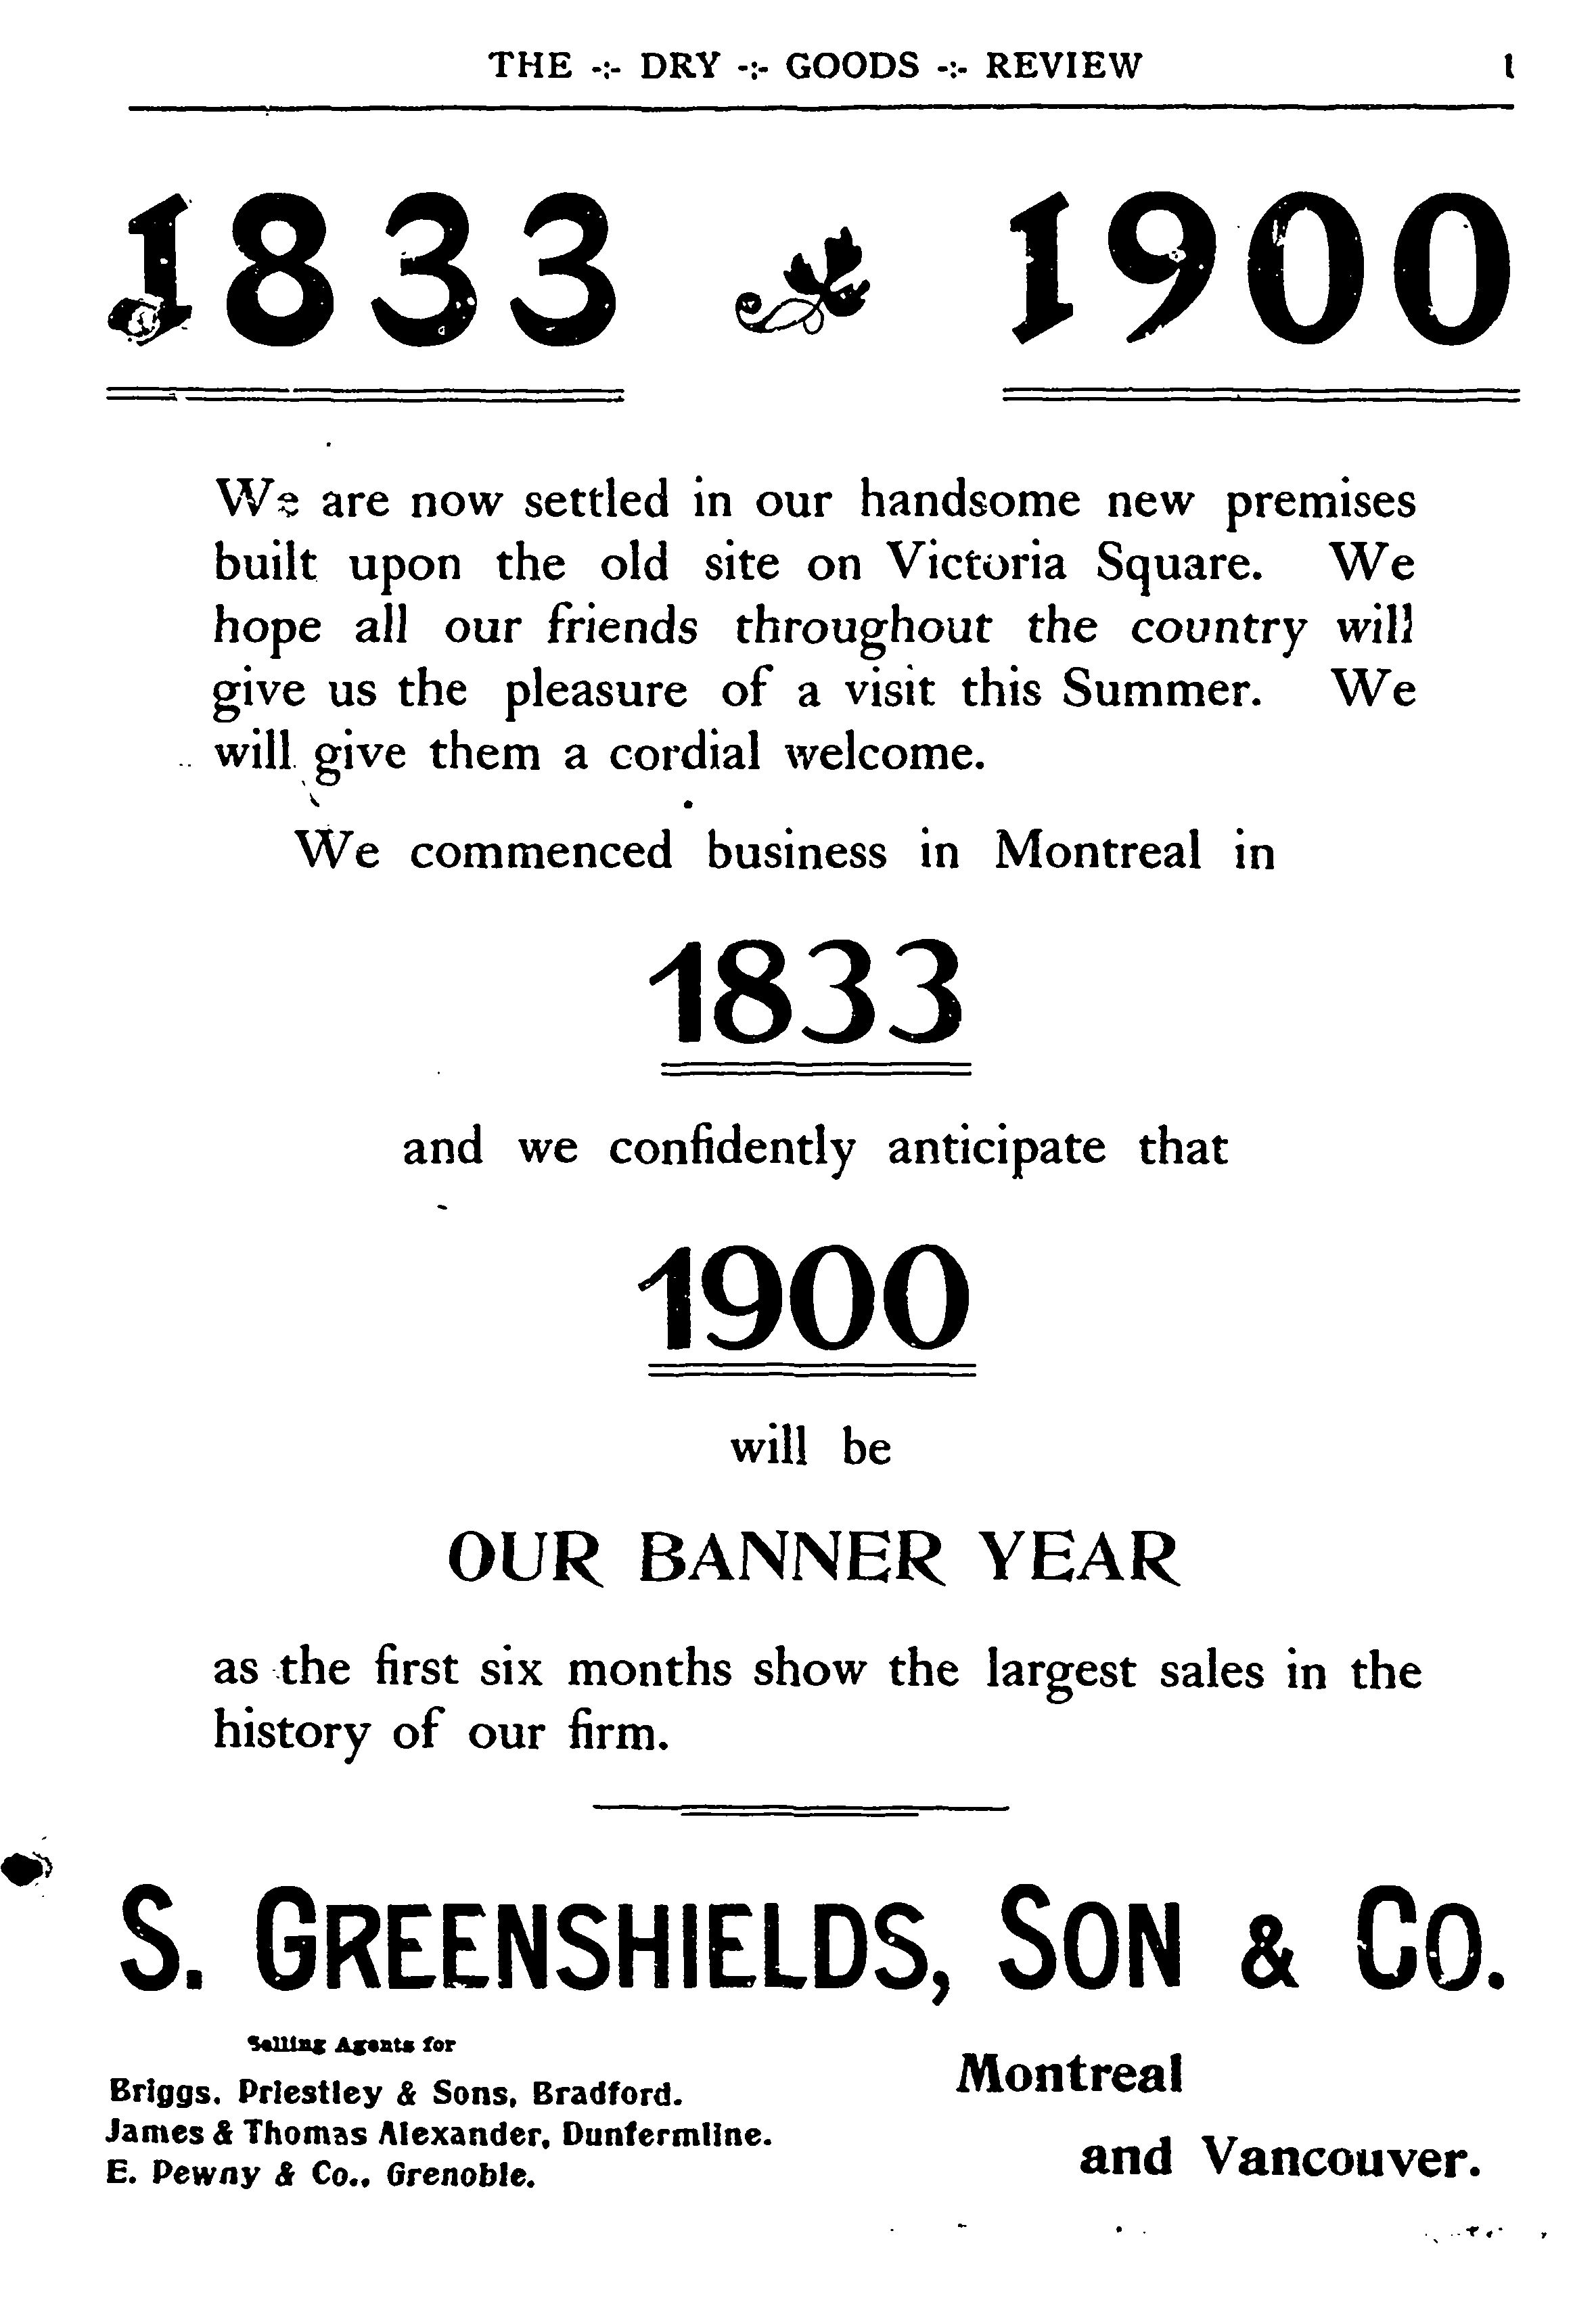 THE -:- DRY -:- GOODS -:- REVIEW 1
1833 1900
We are now settled in our handsome new premises
built upon the old site on Victoria Square. We
hope all our friends throughout the country will
give us the pleasure of a visit this Summer. We
will give them a cordial welcome.
We commenced business in Montreal in
1833
and we confidently anticipate that
1900
will be
OUR BANNER YEAR
as the first six months show the largest sales in the
history of our firm.
S. GREENSHIELDS, SON & CO.
Selling Agents for
Briggs, Priestley & Sons, Bradford.
James & Thomas Alexander, Dunfermline.
E. Pewny & Co., Grenoble.
Montreal
and Vancouver.